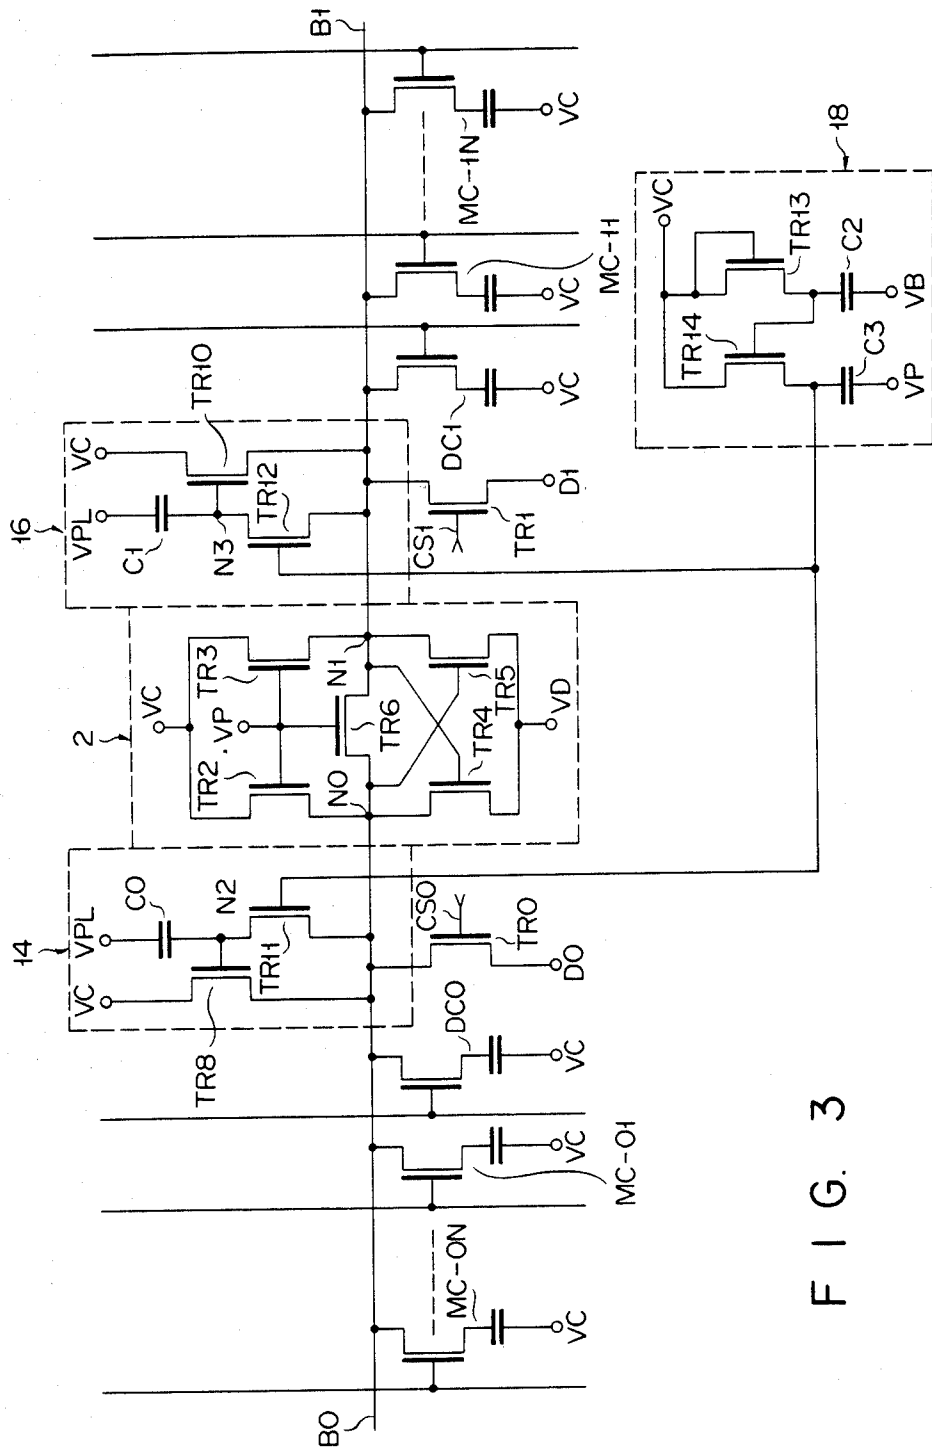 B1
MC-1N
VC
VC
MC-11
DC1
VC
TR10
VC
VPL
C1
N3
TR12
16
CS1
TR1
D1
2
VC
TR3
N1
TR5
VP
TR6
TR2
N0
TR4
VD
14
VPL
C0
N2
TR11
VC
TR8
CS0
TR0
D0
DC0
VC
MC-01
VC
MC-0N
VC
B0
18
VC
TR13
C2
VB
TR14
C3
VP
FIG. 3